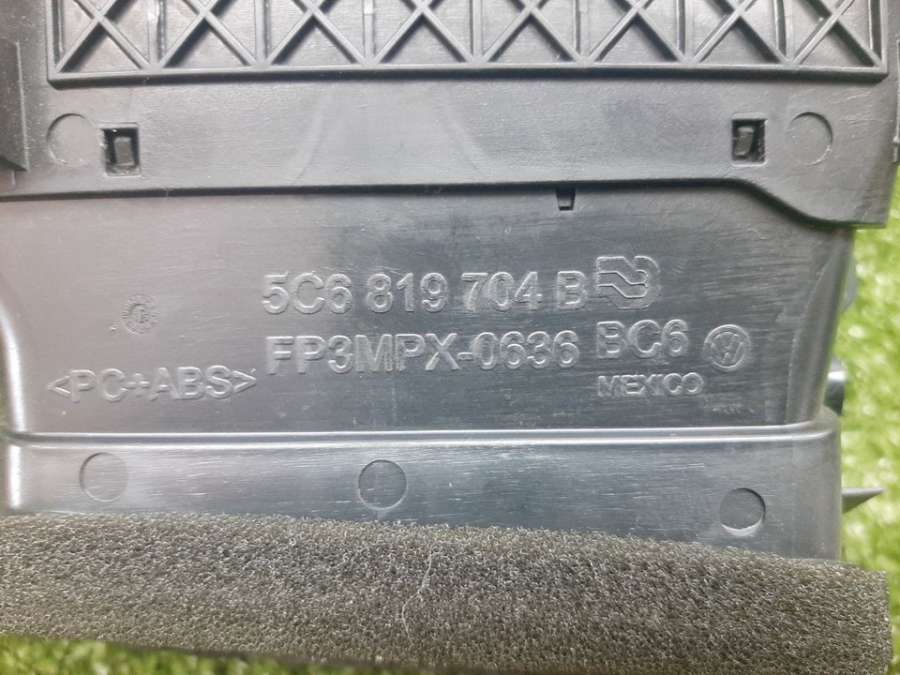 5C6 819 704 B
FP3MPX-0636 BC6
>PC+ABS<
MEXICO